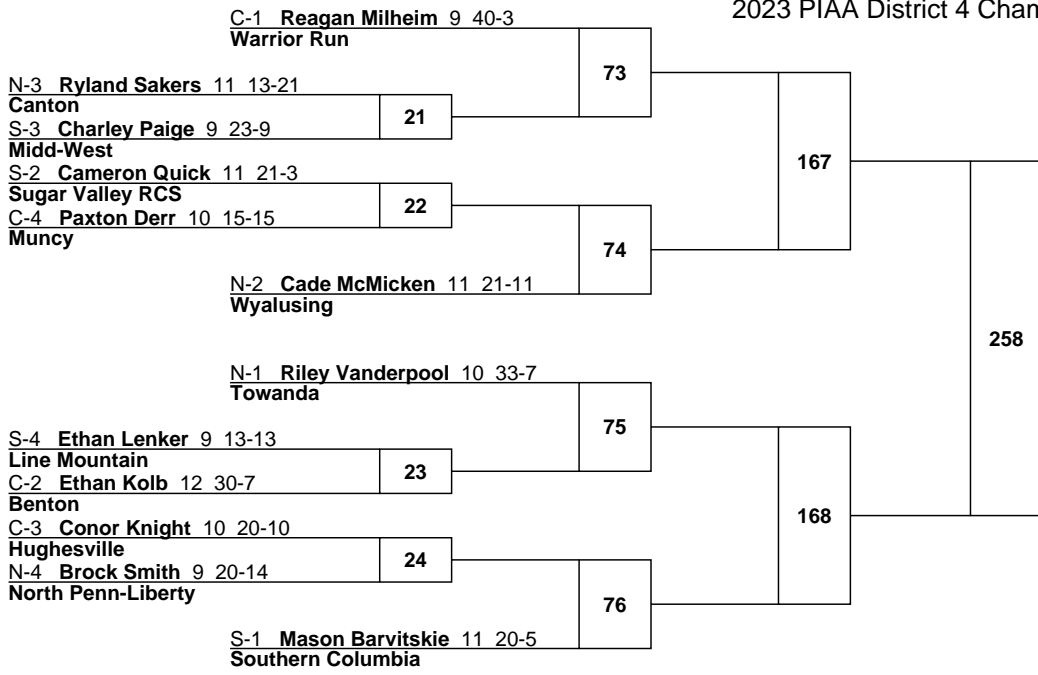 2023 PIAA District 4 Cham
C-1 Reagan Milheim 9 40-3
Warrior Run
73
N-3 Ryland Sakers 11 13-21
Canton
21
S-3 Charley Paige 9 23-9
Midd-West
167
S-2 Cameron Quick 11 21-3
Sugar Valley RCS
22
C-4 Paxton Derr 10 15-15
Muncy
74
N-2 Cade McMicken 11 21-11
Wyalusing
258
N-1 Riley Vanderpool 10 33-7
Towanda
75
S-4 Ethan Lenker 9 13-13
Line Mountain
23
C-2 Ethan Kolb 12 30-7
Benton
168
C-3 Conor Knight 10 20-10
Hughesville
24
N-4 Brock Smith 9 20-14
North Penn-Liberty
76
S-1 Mason Barvitskie 11 20-5
Southern Columbia